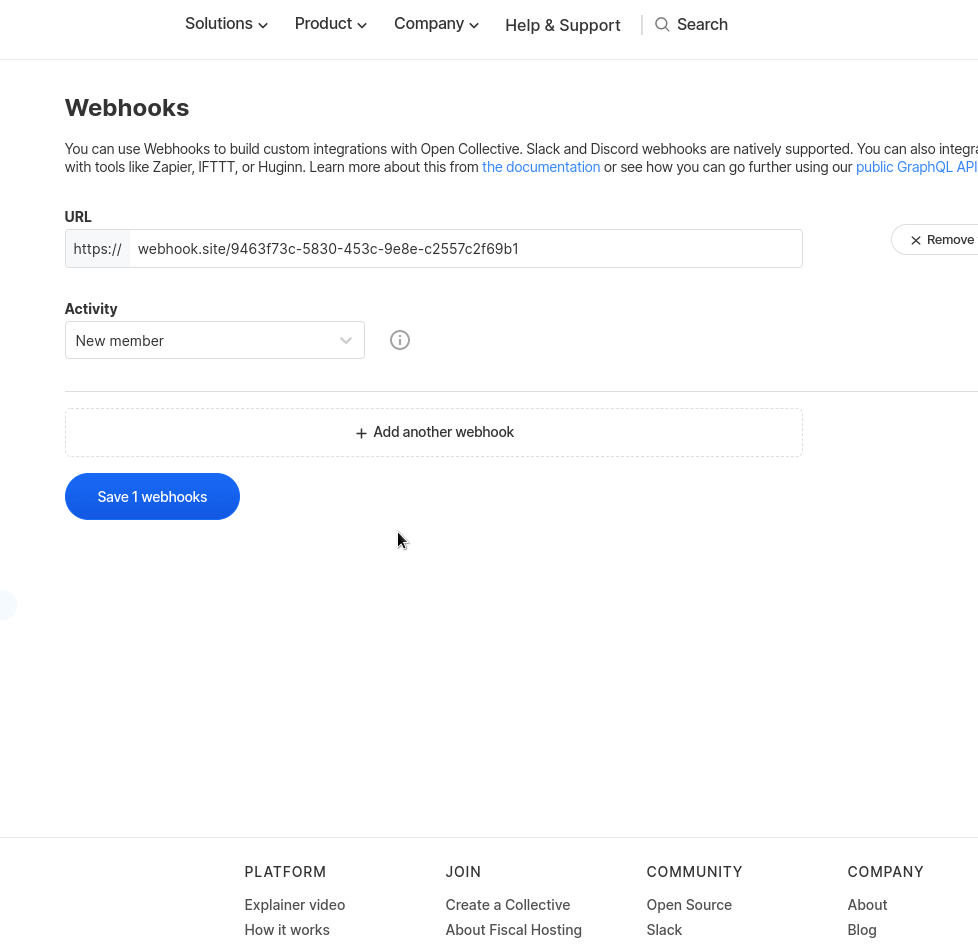 Solutions
Product
Company
Help & Support
Search
Webhooks
You can use Webhooks to build custom integrations with Open Collective. Slack and Discord webhooks are natively supported. You can also integra
with tools like Zapier, IFTTT, or Huginn. Learn more about this from the documentation or see how you can go further using our public GraphQL API
URL
https:// webhook.site/9463f73c-5830-453c-9e8e-c2557c2f69b1
Remove
Activity
New member
Add another webhook
Save 1 webhooks
PLATFORM JOIN COMMUNITY COMPANY
Explainer video Create a Collective Open Source About
How it works About Fiscal Hosting Slack Blog